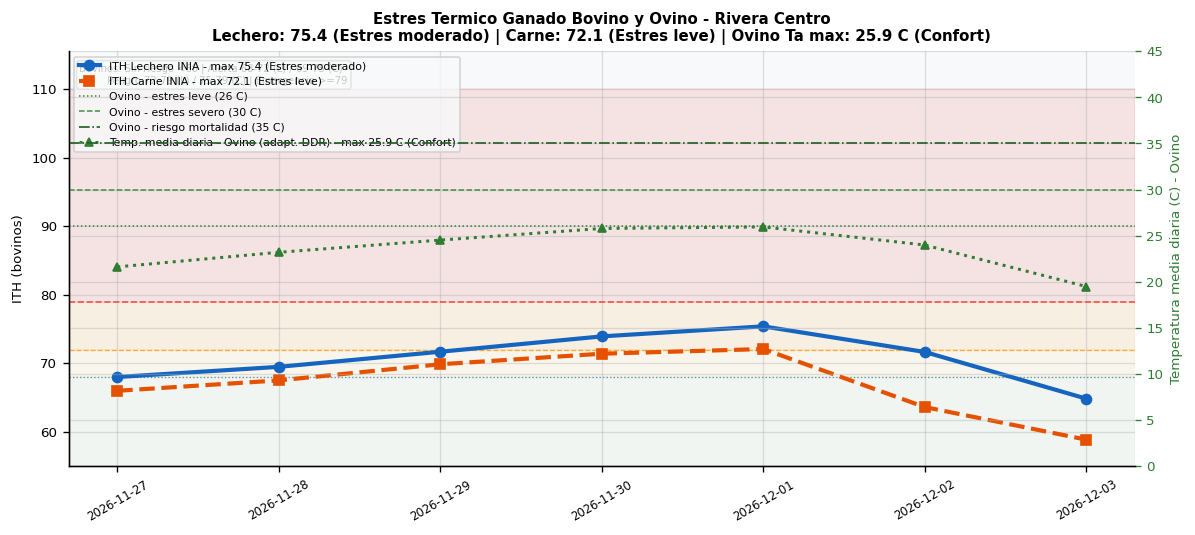 Estres Termico Ganado Bovino y Ovino - Rivera Centro
Lechero: 75.4 (Estres moderado) | Carne: 72.1 (Estres leve) | Ovino Ta max: 25.9 C (Confort)
ITH Lechero INIA - max 75.4 (Estres moderado)
ITH Carne INIA - max 72.1 (Estres leve)
>=79
Ovino - estres leve (26 C)
Ovino - estres severo (30 C)
Ovino - riesgo mortalidad (35 C)
Temp. media diaria - Ovino (adapt. DDR) - max 25.9 C (Confort)
ITH (bovinos)
110
100
90
80
70
60
45
40
35
30
25
20
15
10
5
0
Temperatura media diaria (C) - Ovino
2026-11-27
2026-11-28
2026-11-29
2026-11-30
2026-12-01
2026-12-02
2026-12-03